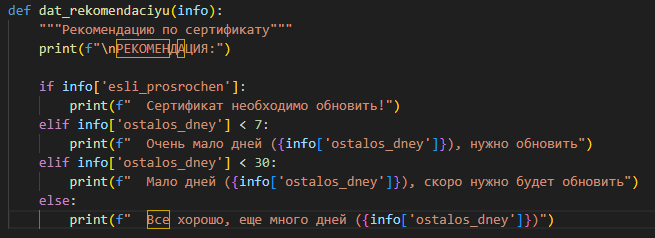 def dat_rekomendaciyu(info):
    """Рекомендацию по сертификату"""
    print(f"\nРЕКОМЕНДАЦИЯ:")

    if info['esli_prosrochen']:
        print(f"  Сертификат необходимо обновить!")
    elif info['ostalos_dney'] < 7:
        print(f"  Очень мало дней ({info['ostalos_dney']}), нужно обновить")
    elif info['ostalos_dney'] < 30:
        print(f"  Мало дней ({info['ostalos_dney']}), скоро нужно будет обновить")
    else:
        print(f"  Все хорошо, еще много дней ({info['ostalos_dney']})")